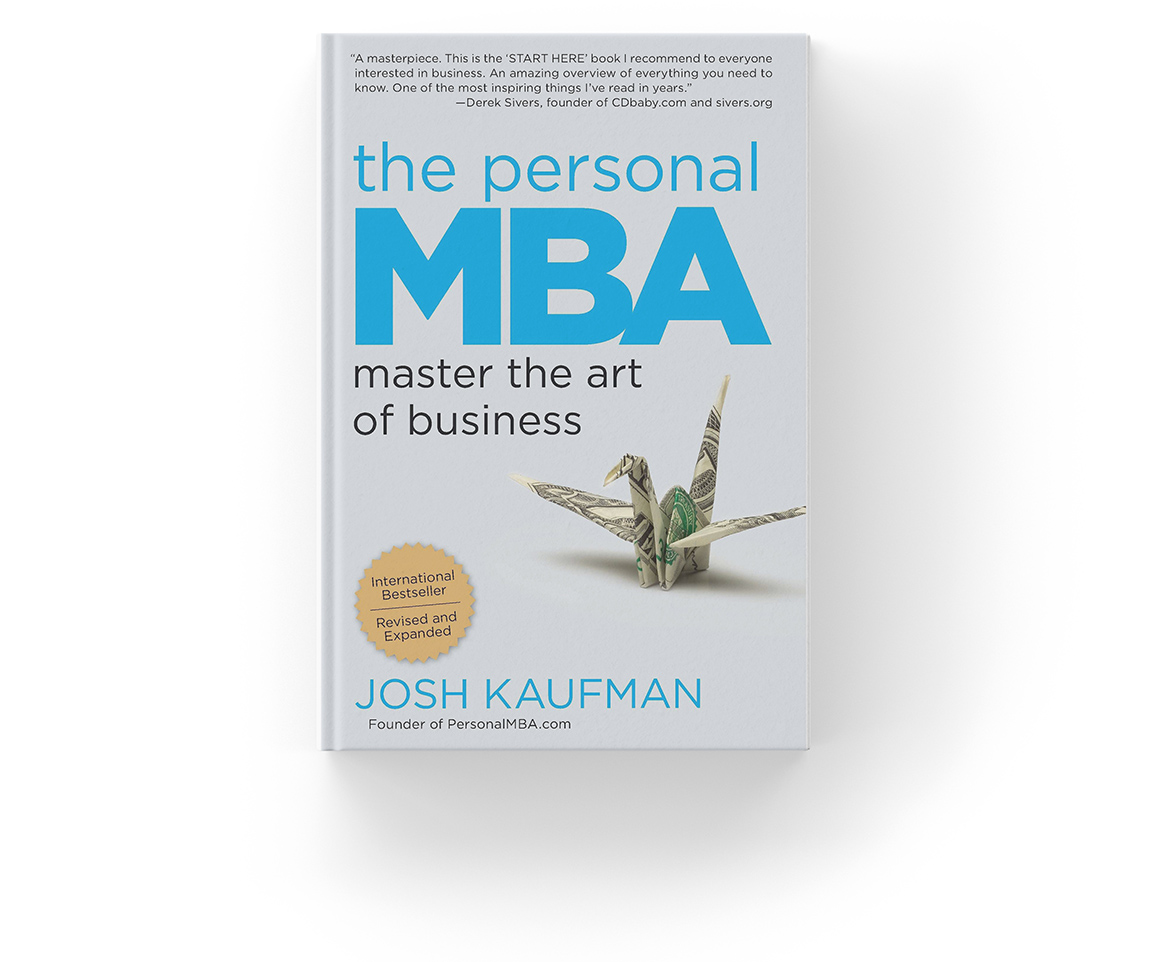 “A masterpiece. This is the ‘START HERE’ book I recommend to everyone
interested in business. An amazing overview of everything you need to
know. One of the most inspiring things I’ve read in years.”
—Derek Sivers, founder of CDbaby.com and sivers.org
the personal
MBA
master the art
of business
International
Bestseller
Revised and
Expanded
JOSH KAUFMAN
Founder of PersonalMBA.com